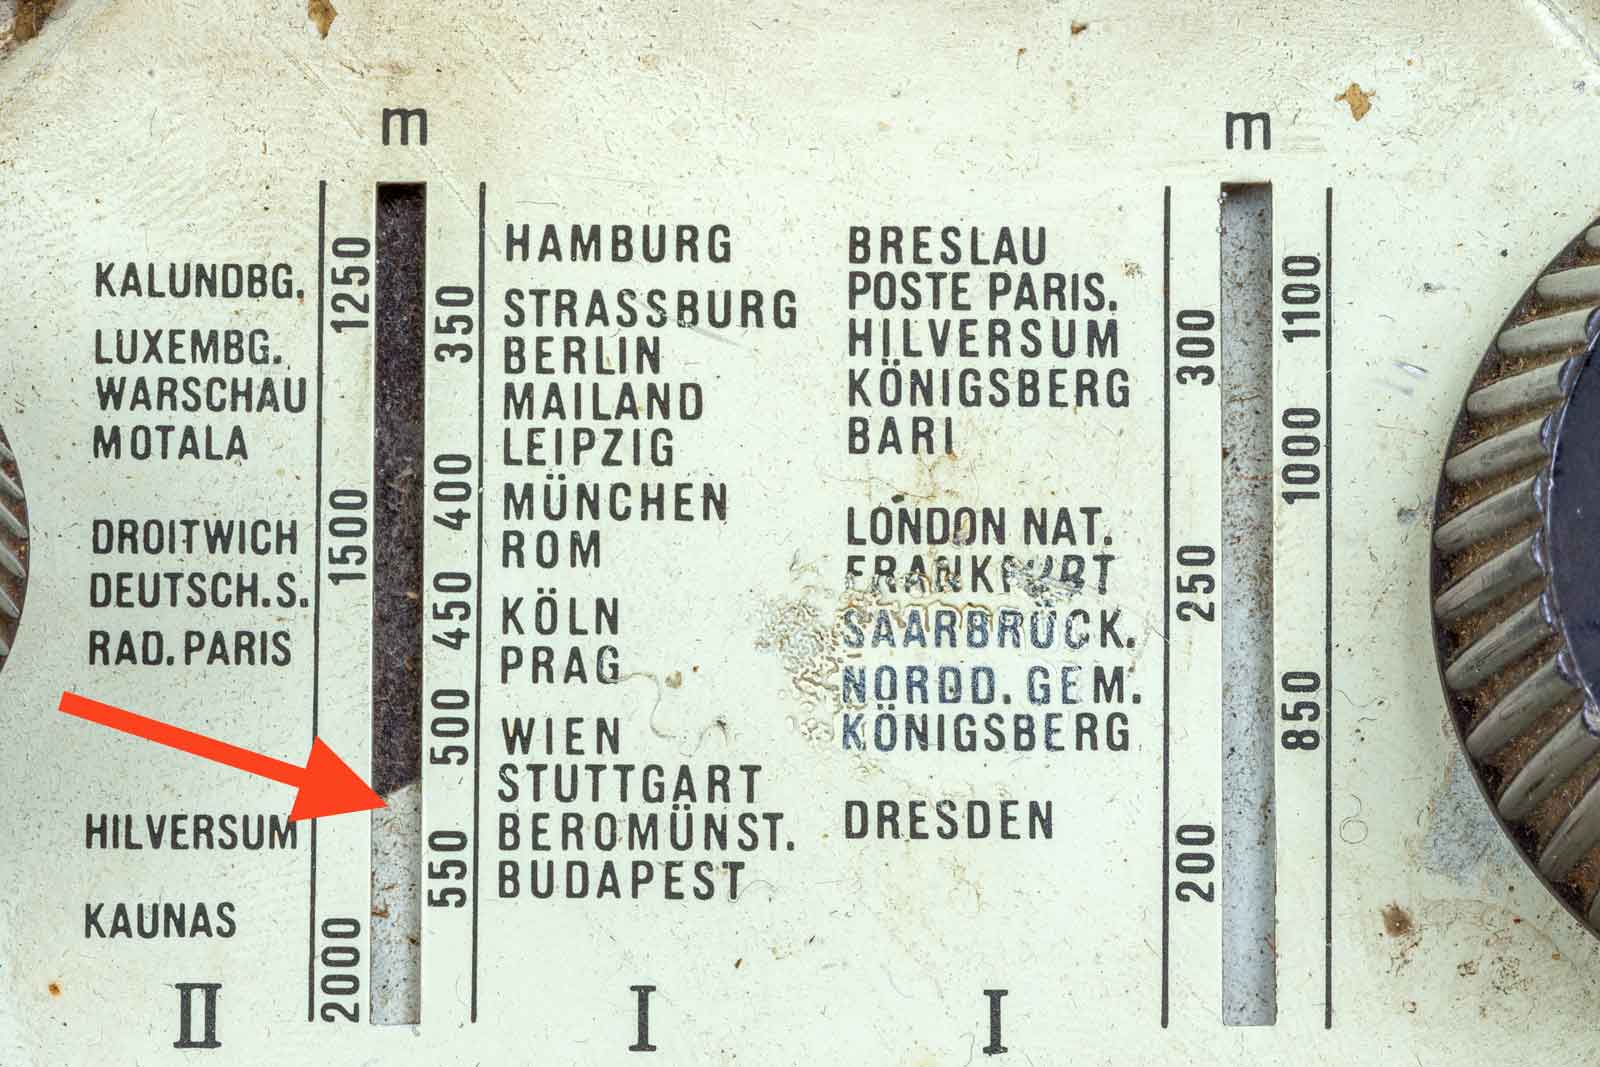 m
m
KALUNDBG.
LUXEMBG.
WARSCHAU
MOTALA
DROITWICH
DEUTSCH.S.
RAD. PARIS
HILVERSUM
KAUNAS
II
1250
1500
2000
350
400
450
500
550
HAMBURG
STRASSBURG
BERLIN
MAILAND
LEIPZIG
MÜNCHEN
ROM
KÖLN
PRAG
WIEN
STUTTGART
BEROMÜNST.
BUDAPEST
I
BRESLAU
POSTE PARIS.
HILVERSUM
KÖNIGSBERG
BARI
LONDON NAT.
FRANKFURT
SAARBRÜCK.
NORDD. GEM.
KÖNIGSBERG
DRESDEN
I
300
250
200
1100
1000
850